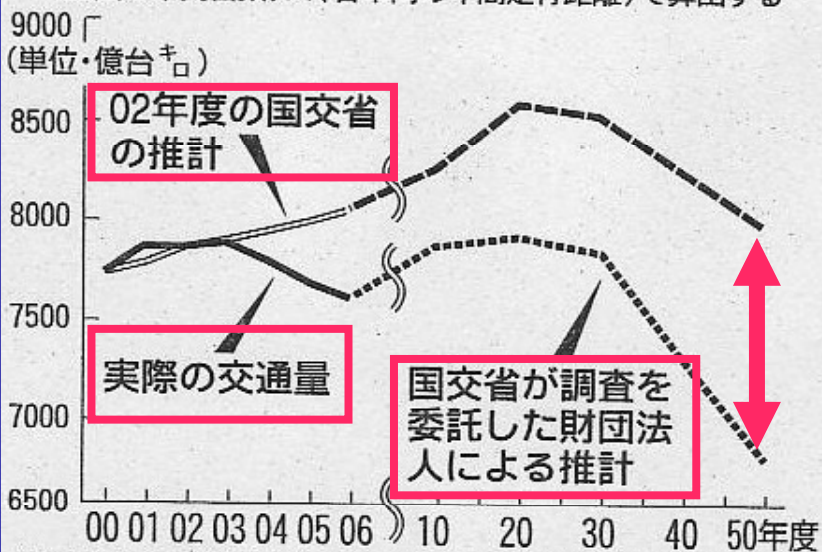 9000
(単位・億台キロ)
8500
8000
7500
7000
6500
02年度の国交省
の推計
実際の交通量
国交省が調査を
委託した財団法
人による推計
00 01 02 03 04 05 06 10 20 30 40 50年度